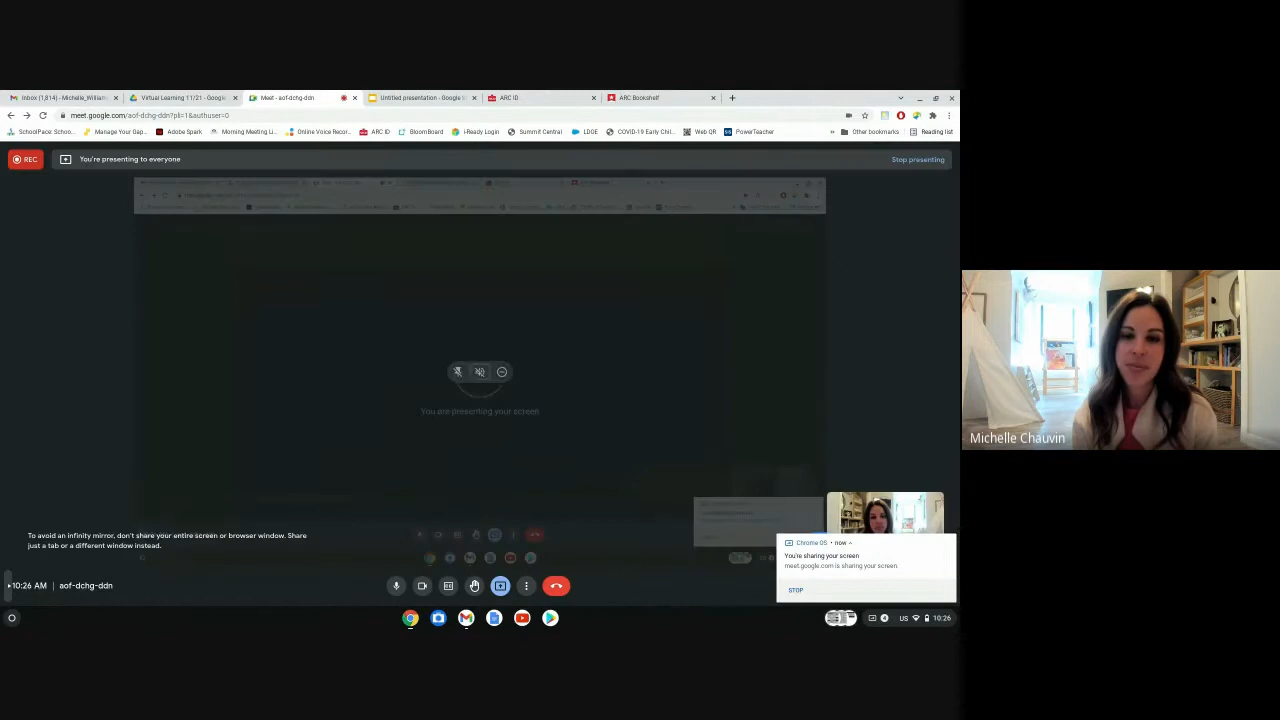 Inbox (1,814) - Michelle_William
Virtual Learning 11/21 - Google
Meet - aof-dchg-ddn
Untitled presentation - Google S
ARC ID
ARC Bookshelf
meet.google.com/aof-dchg-ddn?pli=1&authuser=0
SchoolPace: Schoo...
Manage Your Gap...
Adobe Spark
Morning Meeting Li...
Online Voice Recor...
ARC ID
BloomBoard
i-Ready Login
Summit Central
LDOE
COVID-19 Early Chil...
Web QR
PowerTeacher
»
Other bookmarks
Reading list
REC
You're presenting to everyone
Stop presenting
You are presenting your screen
Michelle Chauvin
To avoid an infinity mirror, don't share your entire screen or browser window. Share
just a tab or a different window instead.
Chrome OS • now
You're sharing your screen
meet.google.com is sharing your screen.
STOP
10:26 AM | aof-dchg-ddn
US
10:26